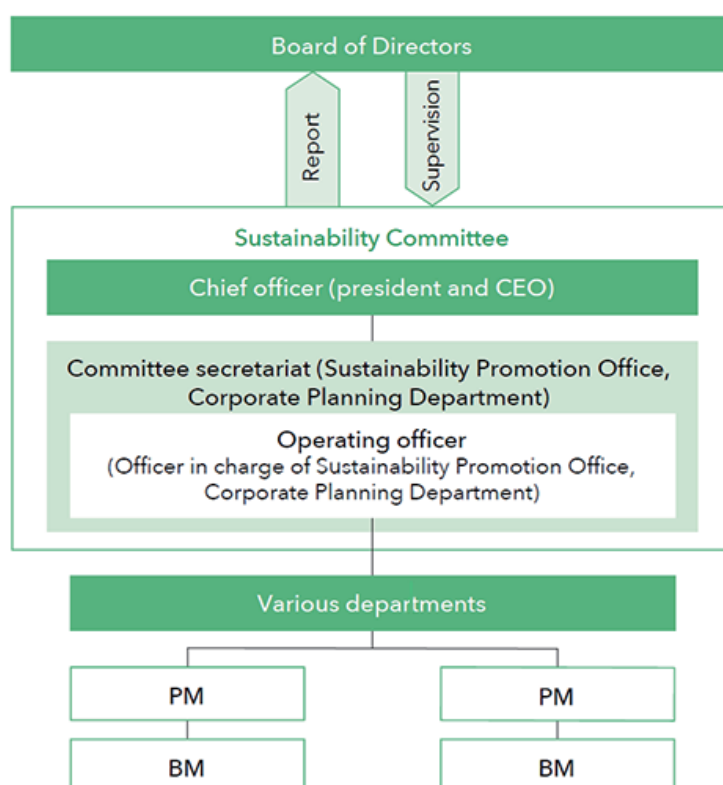 Board of Directors
Report
Supervision
Sustainability Committee
Chief officer (president and CEO)
Committee secretariat (Sustainability Promotion Office,
Corporate Planning Department)
Operating officer
(Officer in charge of Sustainability Promotion Office,
Corporate Planning Department)
Various departments
PM
PM
BM
BM